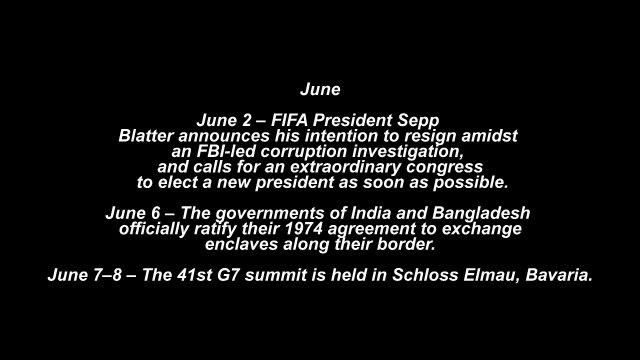 June
June 2 – FIFA President Sepp
Blatter announces his intention to resign amidst
an FBI-led corruption investigation,
and calls for an extraordinary congress
to elect a new president as soon as possible.
June 6 – The governments of India and Bangladesh
officially ratify their 1974 agreement to exchange
enclaves along their border.
June 7–8 – The 41st G7 summit is held in Schloss Elmau, Bavaria.